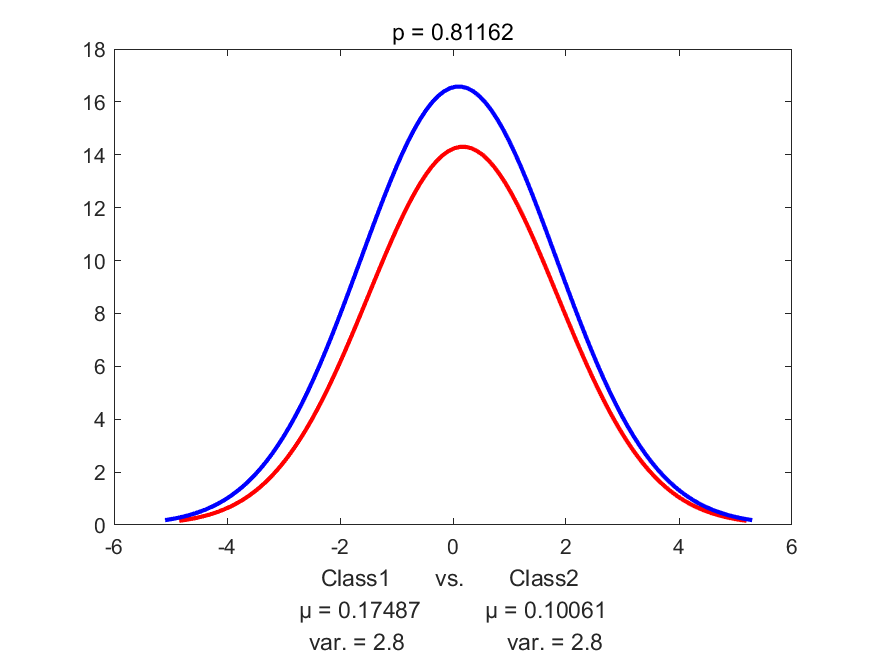 p = 0.81162
18
16
14
12
10
8
6
4
2
0
-6 -4 -2 0 2 4 6
Class1 vs. Class2
μ = 0.17487 μ = 0.10061
var. = 2.8 var. = 2.8